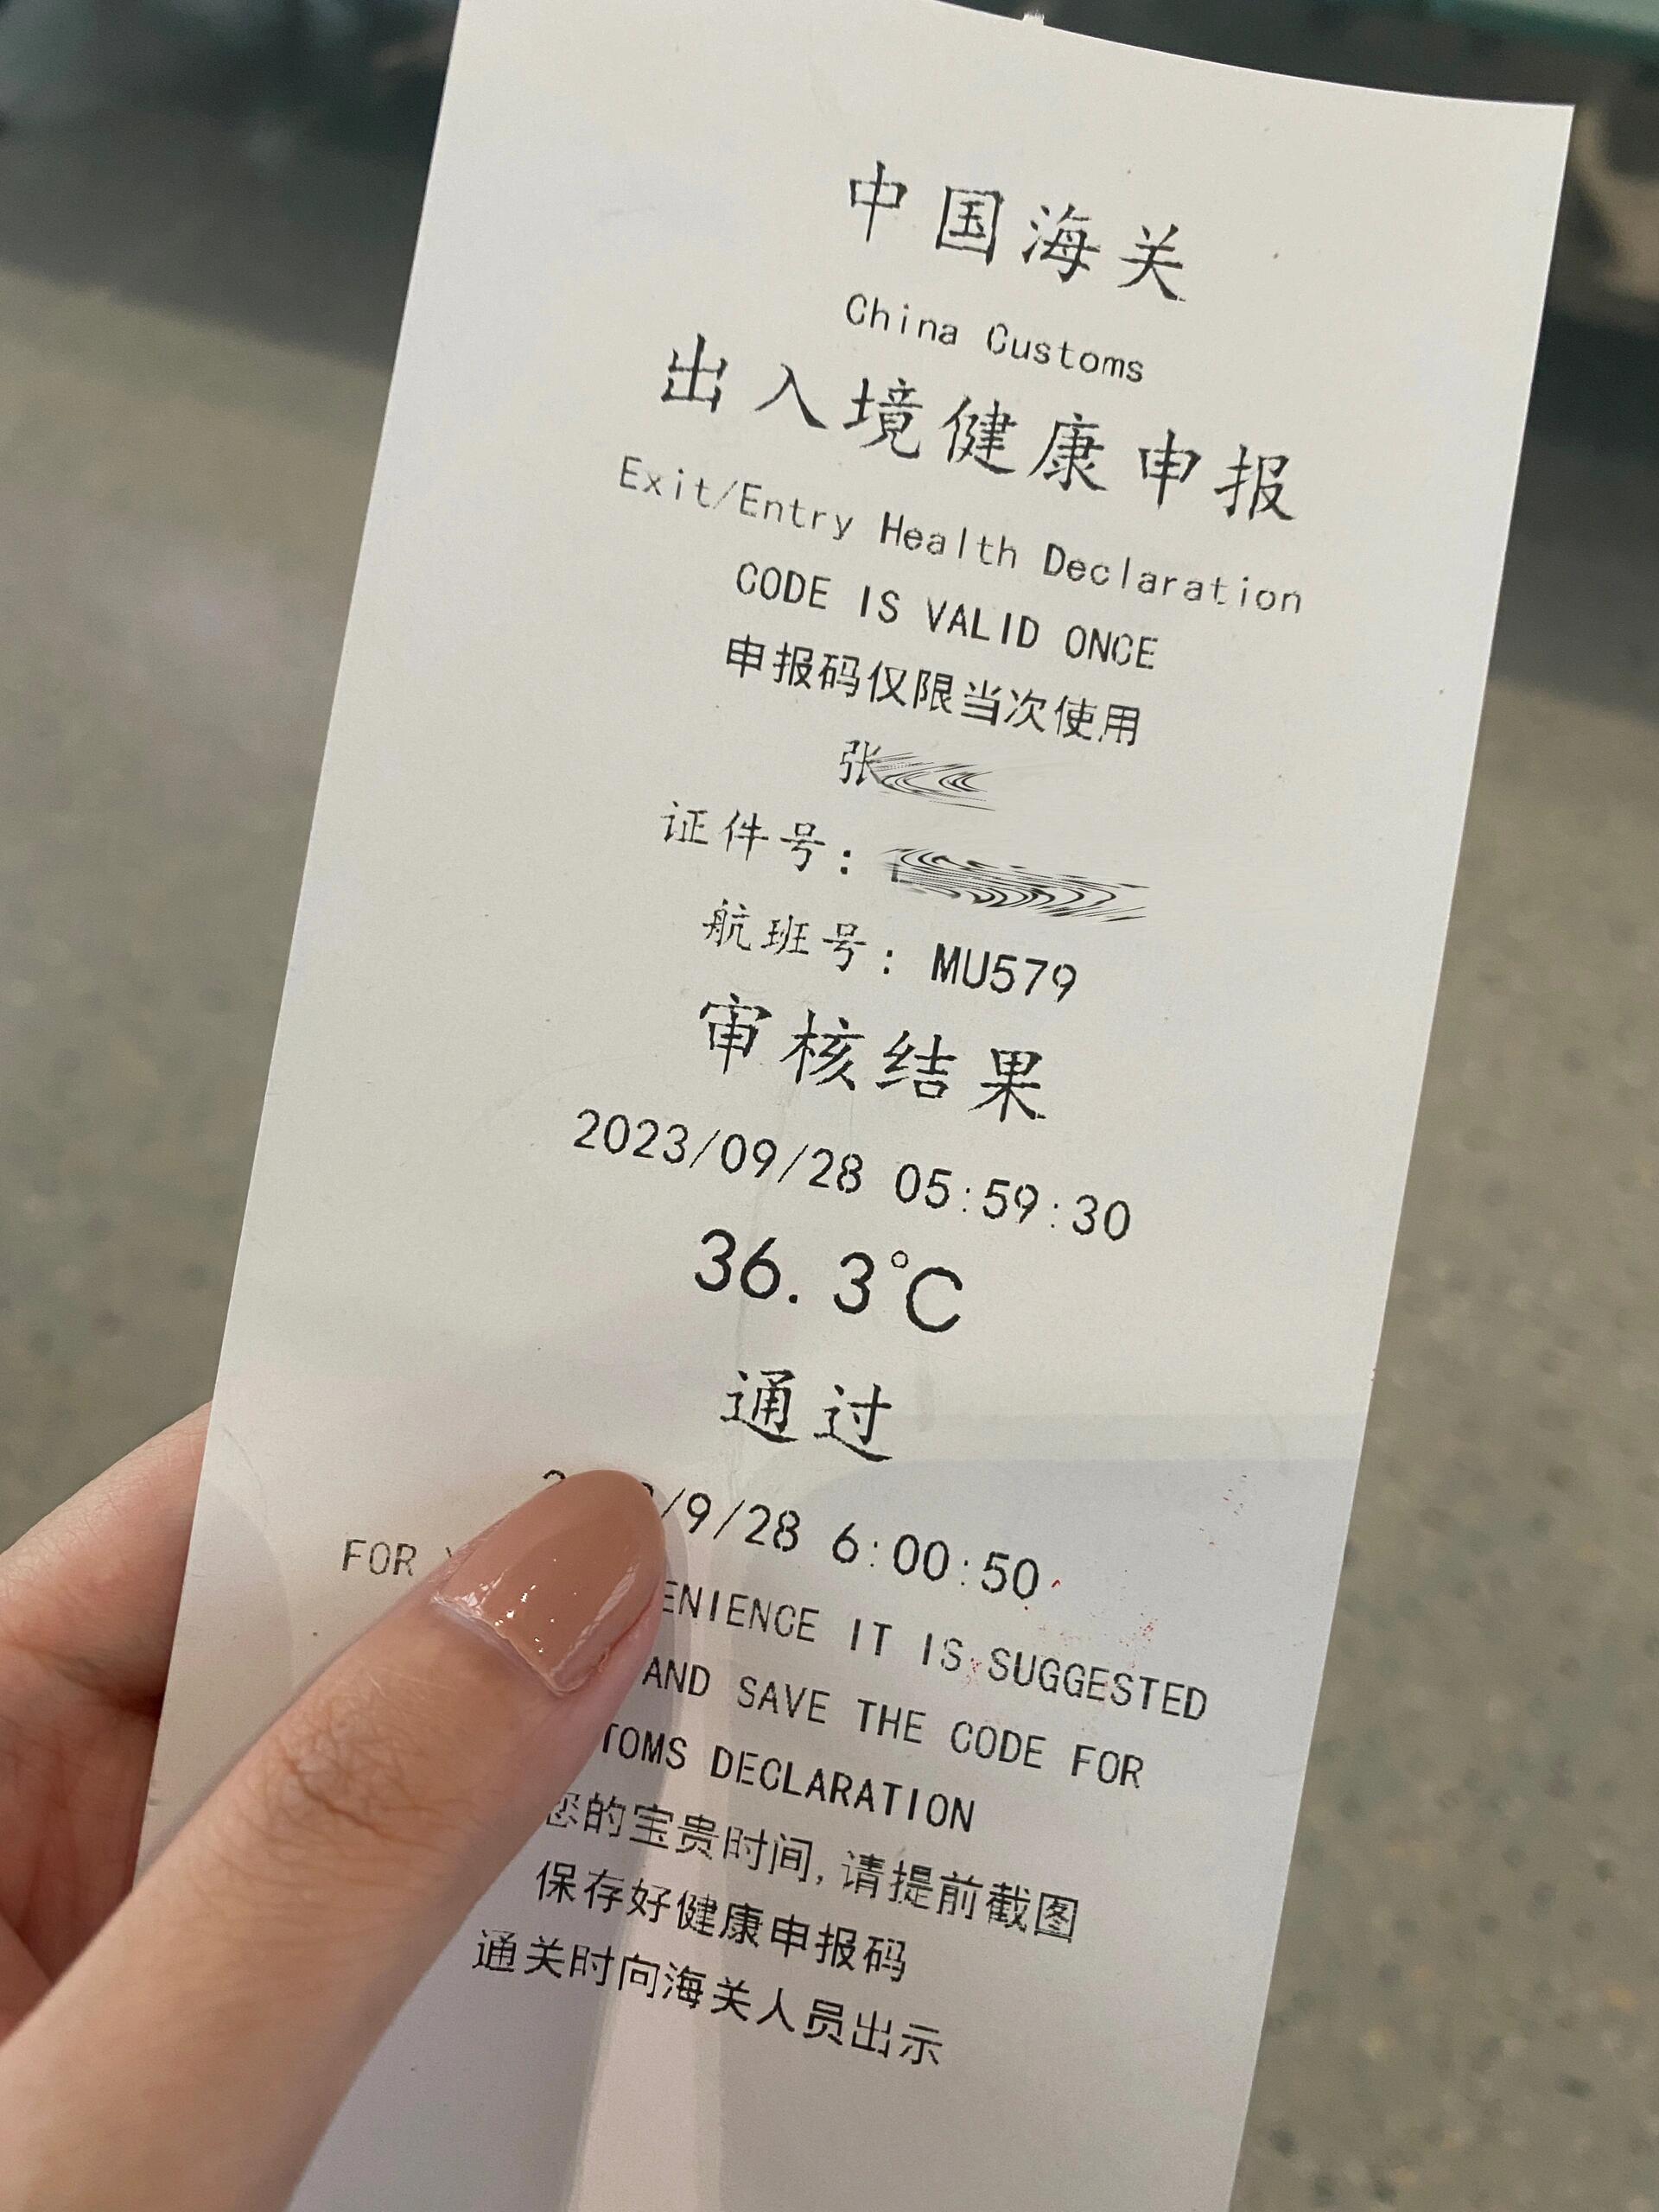 中国海关
China Customs
出入境健康申报
Exit/Entry Health Declaration
CODE IS VALID ONCE
申报码仅限当次使用
张
证件号:
航班号: MU579
审核结果
2023/09/28 05:59:30
36.3℃
通过
/9/28 6:00:50
FOR IT IS SUGGESTED
AND SAVE THE CODE FOR
DECLARATION
您的宝贵时间,请提前截图
保存好健康申报码
通关时向海关人员出示